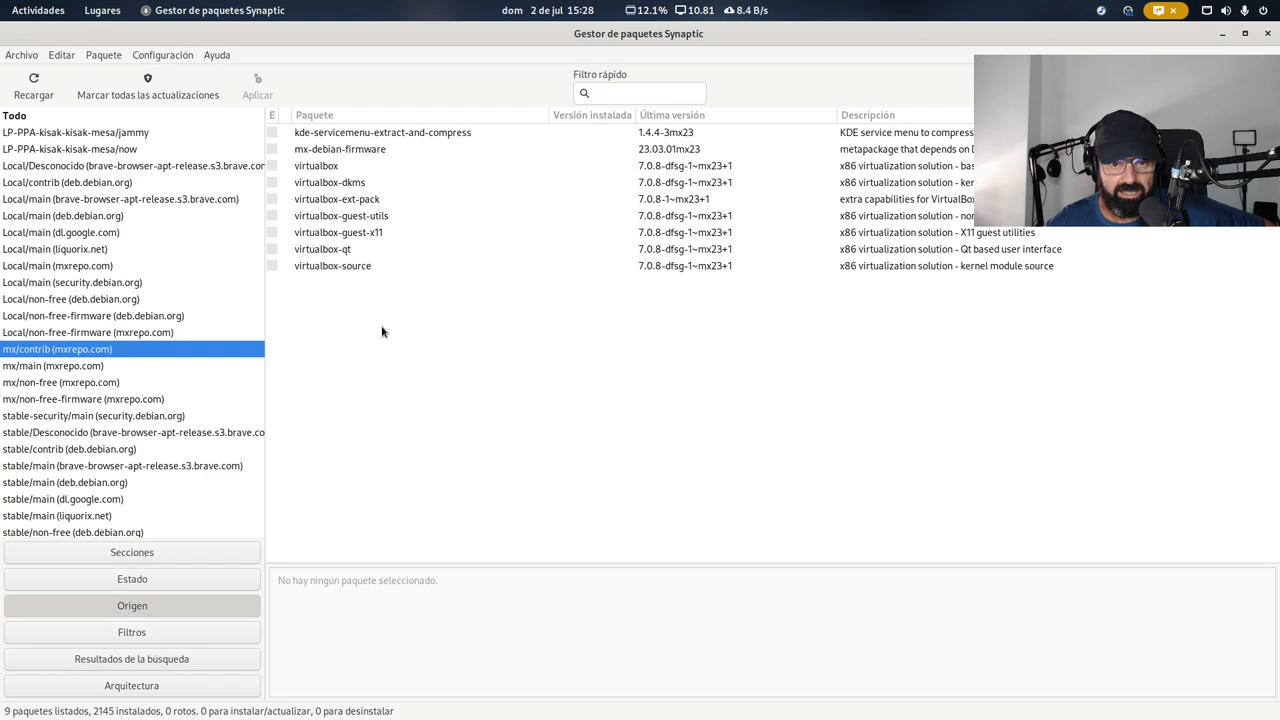 Actividades Lugares Gestor de paquetes Synaptic dom 2 de jul 15:28 12.1% 10.81 8.4 B/s
Gestor de paquetes Synaptic
Archivo Editar Paquete Configuración Ayuda
Filtro rápido
Recargar Marcar todas las actualizaciones Aplicar
Todo
LP-PPA-kisak-kisak-mesa/jammy
LP-PPA-kisak-kisak-mesa/now
Local/Desconocido (brave-browser-apt-release.s3.brave.con
Local/contrib (deb.debian.org)
Local/main (brave-browser-apt-release.s3.brave.com)
Local/main (deb.debian.org)
Local/main (dl.google.com)
Local/main (liquorix.net)
Local/main (mxrepo.com)
Local/main (security.debian.org)
Local/non-free (deb.debian.org)
Local/non-free-firmware (deb.debian.org)
Local/non-free-firmware (mxrepo.com)
mx/contrib (mxrepo.com)
mx/main (mxrepo.com)
mx/non-free (mxrepo.com)
mx/non-free-firmware (mxrepo.com)
stable-security/main (security.debian.org)
stable/Desconocido (brave-browser-apt-release.s3.brave.co
stable/contrib (deb.debian.org)
stable/main (brave-browser-apt-release.s3.brave.com)
stable/main (deb.debian.org)
stable/main (dl.google.com)
stable/main (liquorix.net)
stable/non-free (deb.debian.org)
Secciones
Estado
Origen
Filtros
Resultados de la búsqueda
Arquitectura
E Paquete Versión instalada Última versión Descripción
kde-servicemenu-extract-and-compress 1.4.4-3mx23 KDE service menu to compress
mx-debian-firmware 23.03.01mx23 metapackage that depends on
virtualbox 7.0.8-dfsg-1~mx23+1 x86 virtualization solution - bas
virtualbox-dkms 7.0.8-dfsg-1~mx23+1 x86 virtualization solution - ker
virtualbox-ext-pack 7.0.8-1~mx23+1 extra capabilities for VirtualBox
virtualbox-guest-utils 7.0.8-dfsg-1~mx23+1 x86 virtualization solution - nor
virtualbox-guest-x11 7.0.8-dfsg-1~mx23+1 x86 virtualization solution - X11 guest utilities
virtualbox-qt 7.0.8-dfsg-1~mx23+1 x86 virtualization solution - Qt based user interface
virtualbox-source 7.0.8-dfsg-1~mx23+1 x86 virtualization solution - kernel module source
No hay ningún paquete seleccionado.
9 paquetes listados, 2145 instalados, 0 rotos. 0 para instalar/actualizar, 0 para desinstalar